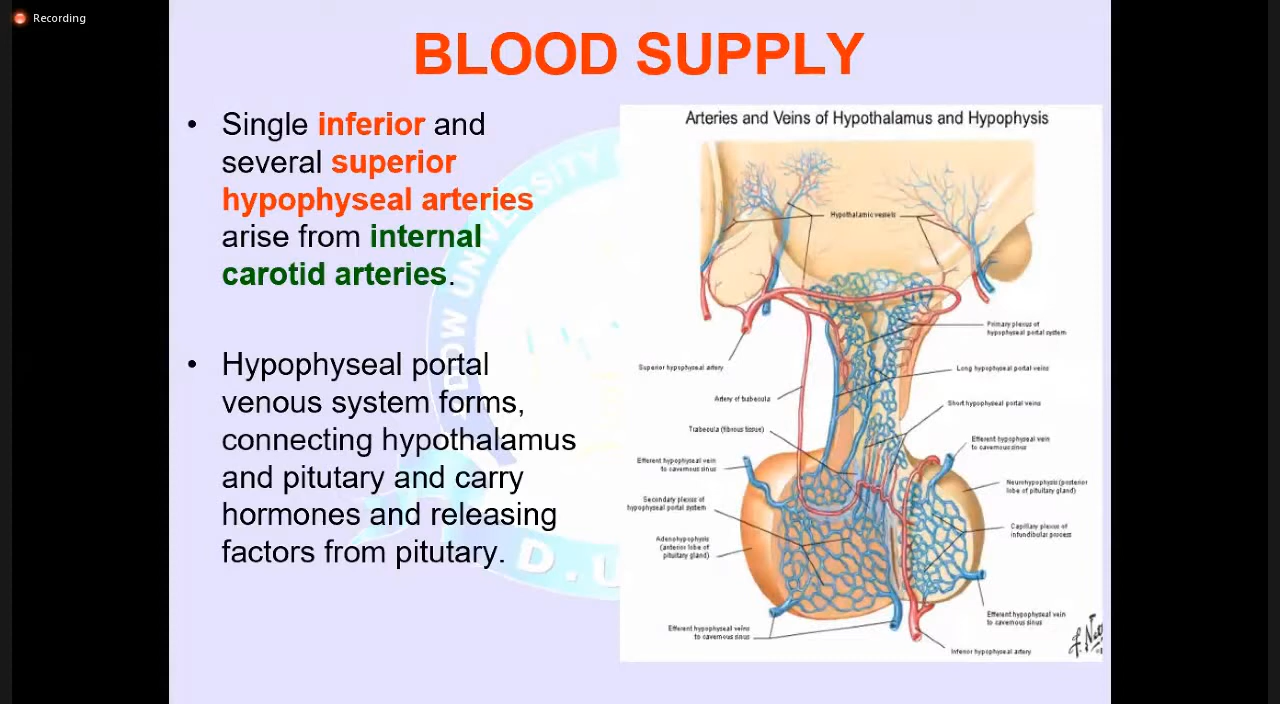 Recording
BLOOD SUPPLY
• Single inferior and
several superior
hypophyseal arteries
arise from internal
carotid arteries.
• Hypophyseal portal
venous system forms,
connecting hypothalamus
and pitutary and carry
hormones and releasing
factors from pitutary.
DOW UNIVERSITY
D.U
Arteries and Veins of Hypothalamus and Hypophysis
Hypothalamic vessels
Primary plexus of
hypophyseal portal system
Superior hypophyseal artery
Long hypophyseal portal veins
Artery of trabecula
Short hypophyseal portal veins
Trabecula (fibrous tissue)
Efferent hypophyseal vein
to cavernous sinus
Efferent hypophyseal vein
to cavernous sinus
Neurohypophysis (posterior
lobe of pituitary gland)
Secondary plexus of
hypophyseal portal system
Capillary plexus of
infundibular process
Adenohypophysis
(anterior lobe of
pituitary gland)
Efferent hypophyseal vein
to cavernous sinus
Efferent hypophyseal veins
to cavernous sinus
Inferior hypophyseal artery